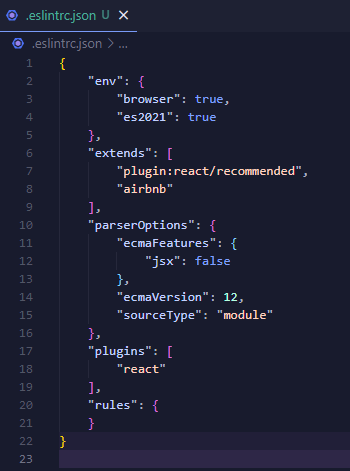 .eslintrc.json U ×
.eslintrc.json > ...
1 {
2     "env": {
3         "browser": true,
4         "es2021": true
5     },
6     "extends": [
7         "plugin:react/recommended",
8         "airbnb"
9     ],
10     "parserOptions": {
11         "ecmaFeatures": {
12             "jsx": false
13         },
14         "ecmaVersion": 12,
15         "sourceType": "module"
16     },
17     "plugins": [
18         "react"
19     ],
20     "rules": {
21     }
22 }
23